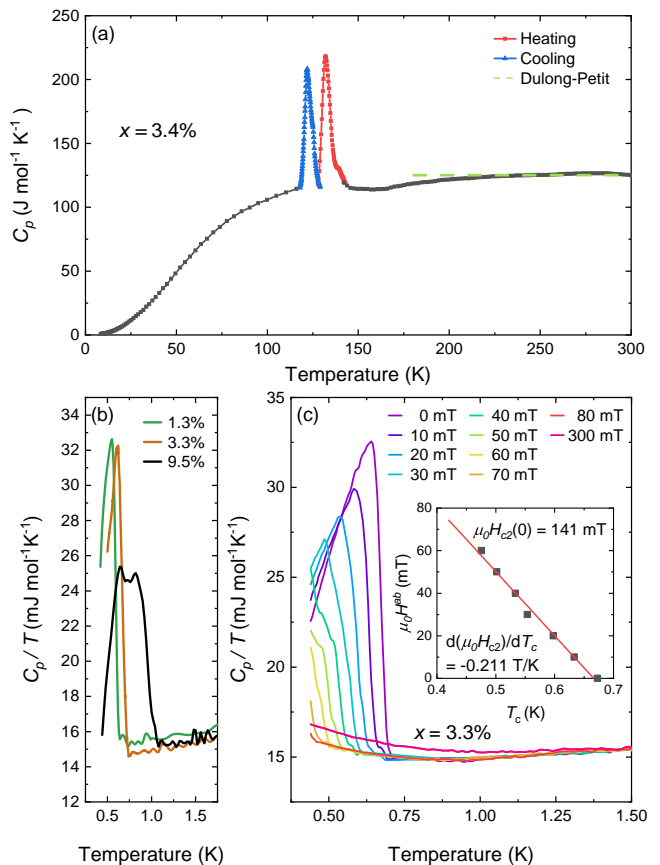 (a)
Heating
Cooling
Dulong-Petit
x = 3.4%
C_p (J mol⁻¹ K⁻¹)
250
200
150
100
50
0
0 50 100 150 200 250 300
Temperature (K)
(b)
1.3%
3.3%
9.5%
C_p / T (mJ mol⁻¹K⁻¹)
34
32
30
28
26
24
22
20
18
16
14
12
0.5 1.0 1.5
Temperature (K)
(c)
0 mT 40 mT 80 mT
10 mT 50 mT 300 mT
20 mT 60 mT
30 mT 70 mT
C_p / T (mJ mol⁻¹K⁻¹)
35
30
25
20
15
μ₀H^ab (mT)
80
60
40
20
0
μ₀H_c2(0) = 141 mT
d(μ₀H_c2)/dT_c
= -0.211 T/K
0.4 0.5 0.6 0.7
T_c (K)
x = 3.3%
0.50 0.75 1.00 1.25 1.50
Temperature (K)